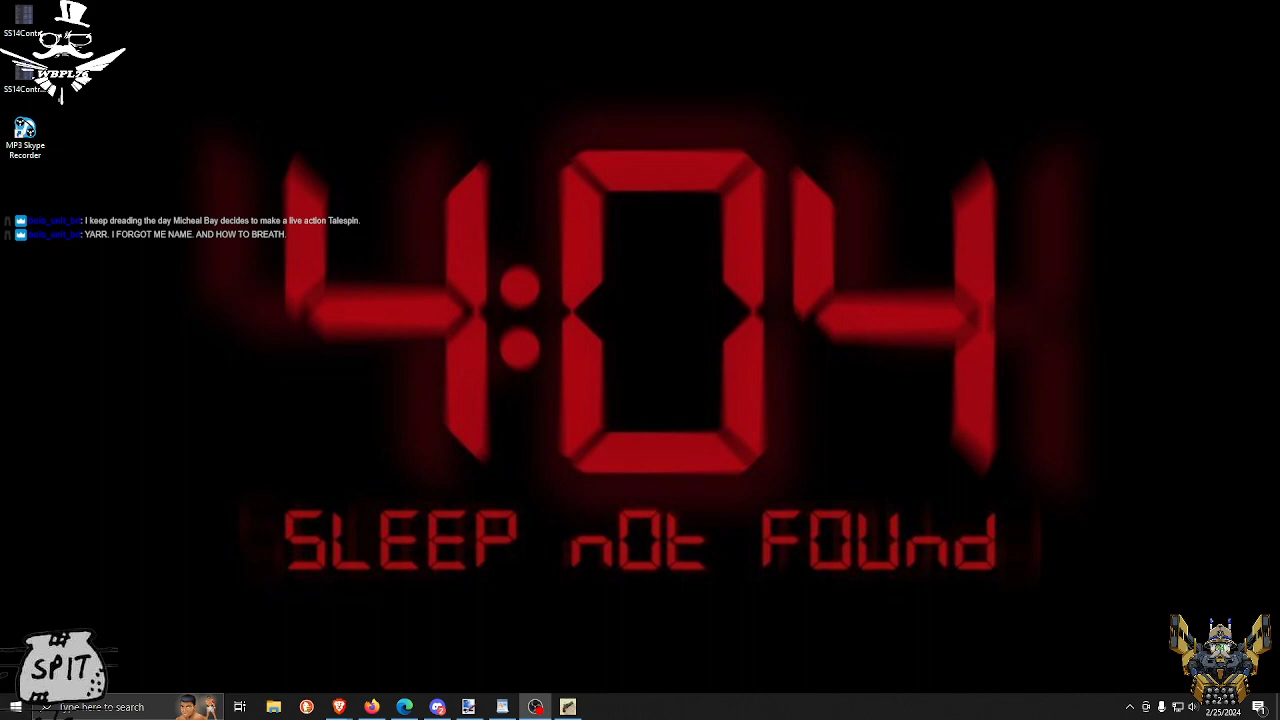 SS14Contr...
WBPL76
SS14Contr...
MP3 Skype
Recorder
: I keep dreading the day Micheal Bay decides to make a live action Talespin.
: YARR. I FORGOT ME NAME. AND HOW TO BREATH.
4:04
SLEEP nOt FOUnd
SPIT
Type here to search
2/25/2024